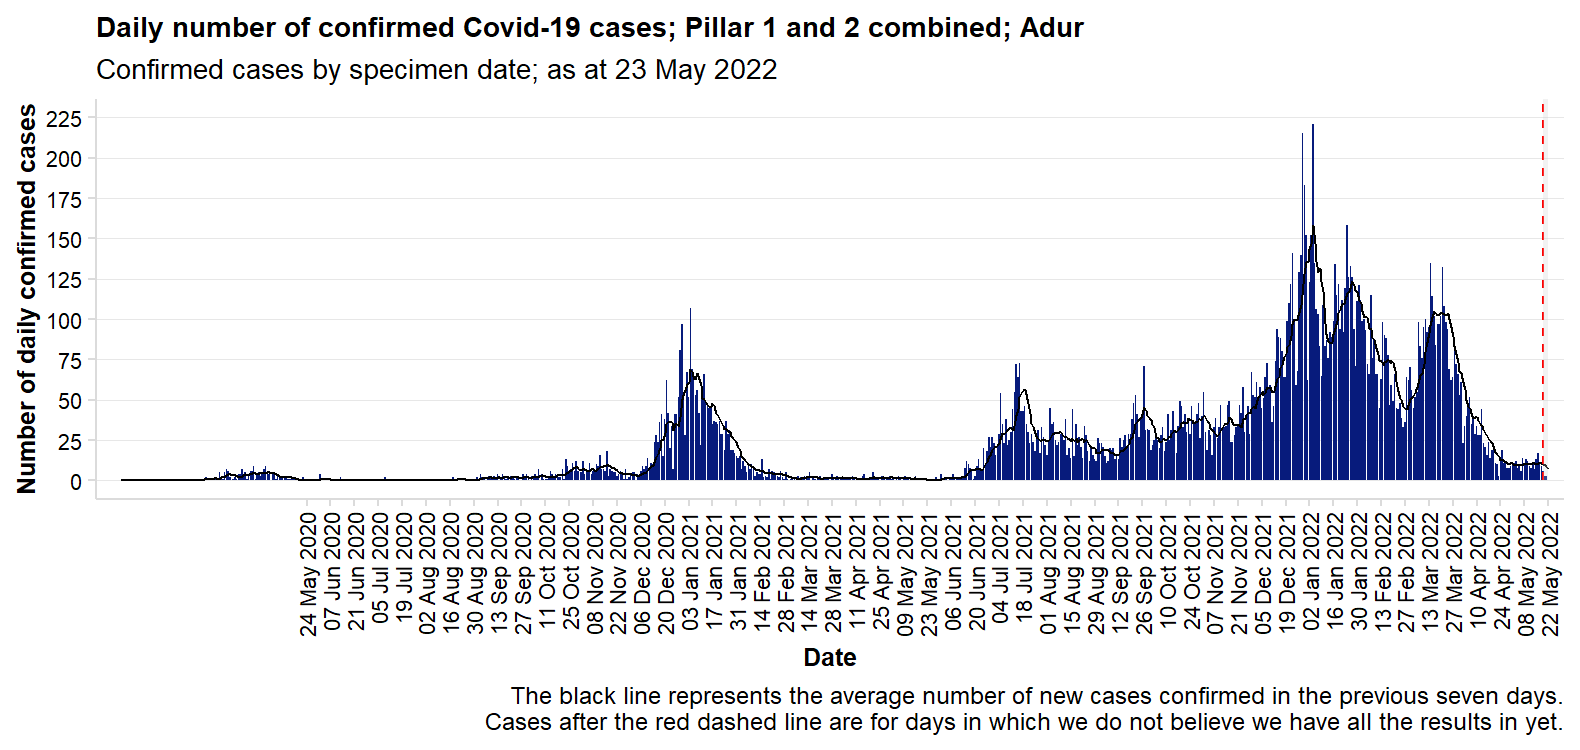 Daily number of confirmed Covid-19 cases; Pillar 1 and 2 combined; Adur
Confirmed cases by specimen date; as at 23 May 2022
Number of daily confirmed cases
225
200
175
150
125
100
75
50
25
0
24 May 2020
07 Jun 2020
21 Jun 2020
05 Jul 2020
19 Jul 2020
02 Aug 2020
16 Aug 2020
30 Aug 2020
13 Sep 2020
27 Sep 2020
11 Oct 2020
25 Oct 2020
08 Nov 2020
22 Nov 2020
06 Dec 2020
20 Dec 2020
03 Jan 2021
17 Jan 2021
31 Jan 2021
14 Feb 2021
28 Feb 2021
14 Mar 2021
28 Mar 2021
11 Apr 2021
25 Apr 2021
09 May 2021
23 May 2021
06 Jun 2021
20 Jun 2021
04 Jul 2021
18 Jul 2021
01 Aug 2021
15 Aug 2021
29 Aug 2021
12 Sep 2021
26 Sep 2021
10 Oct 2021
24 Oct 2021
07 Nov 2021
21 Nov 2021
05 Dec 2021
19 Dec 2021
02 Jan 2022
16 Jan 2022
30 Jan 2022
13 Feb 2022
27 Feb 2022
13 Mar 2022
27 Mar 2022
10 Apr 2022
24 Apr 2022
08 May 2022
22 May 2022
Date
The black line represents the average number of new cases confirmed in the previous seven days.
Cases after the red dashed line are for days in which we do not believe we have all the results in yet.